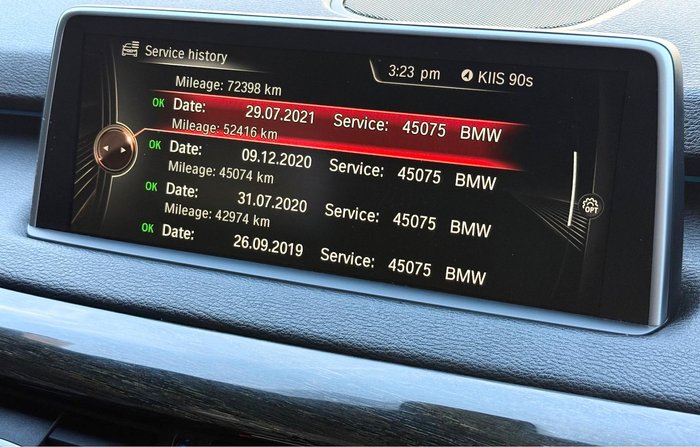 Service history
3:23 pm KIIS 90s
Mileage: 72398 km
OK Date: 29.07.2021 Service: 45075 BMW
Mileage: 52416 km
OK Date: 09.12.2020 Service: 45075 BMW
Mileage: 45074 km
OK Date: 31.07.2020 Service: 45075 BMW
Mileage: 42974 km
OK Date: 26.09.2019 Service: 45075 BMW
OPT